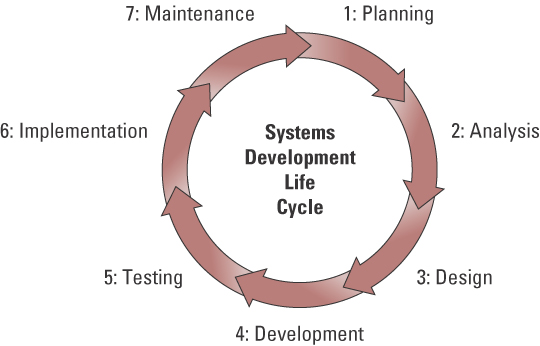 7: Maintenance
1: Planning
6: Implementation
Systems
Development
Life
Cycle
2: Analysis
5: Testing
3: Design
4: Development